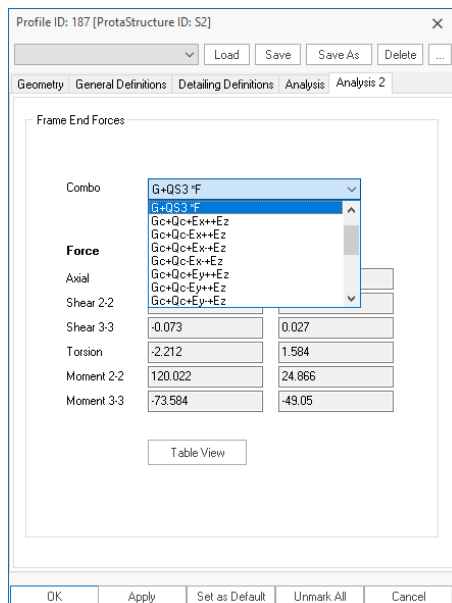 Profile ID: 187 [ProtaStructure ID: S2]
Load Save Save As Delete ...
Geometry General Definitions Detailing Definitions Analysis Analysis 2
Frame End Forces
Combo G+QS3 *F
G+QS3 *F
Gc+Qc+Ex++Ez
Gc+Qc-Ex++Ez
Gc+Qc+Ex-+Ez
Gc+Qc-Ex-+Ez
Gc+Qc+Ey++Ez
Gc+Qc-Ey++Ez
Gc+Qc+Ey-+Ez
Force
Axial
Shear 2-2
Shear 3-3 -0.073 0.027
Torsion -2.212 1.584
Moment 2-2 120.022 24.866
Moment 3-3 -73.584 -49.05
Table View
OK Apply Set as Default Unmark All Cancel